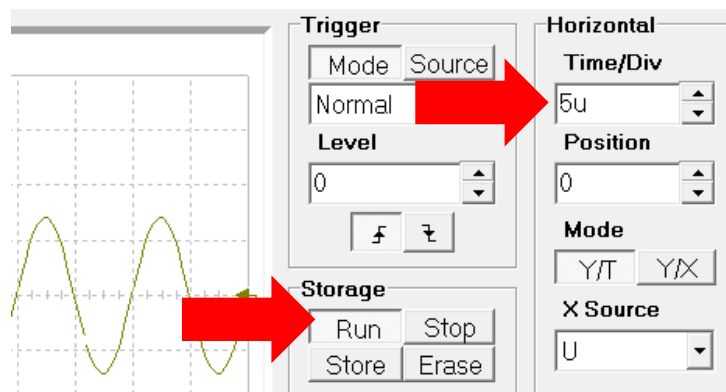 Trigger
Mode Source
Normal
Level
0
Storage
Run Stop
Store Erase
Horizontal
Time/Div
5u
Position
0
Mode
Y/T Y/X
X Source
U